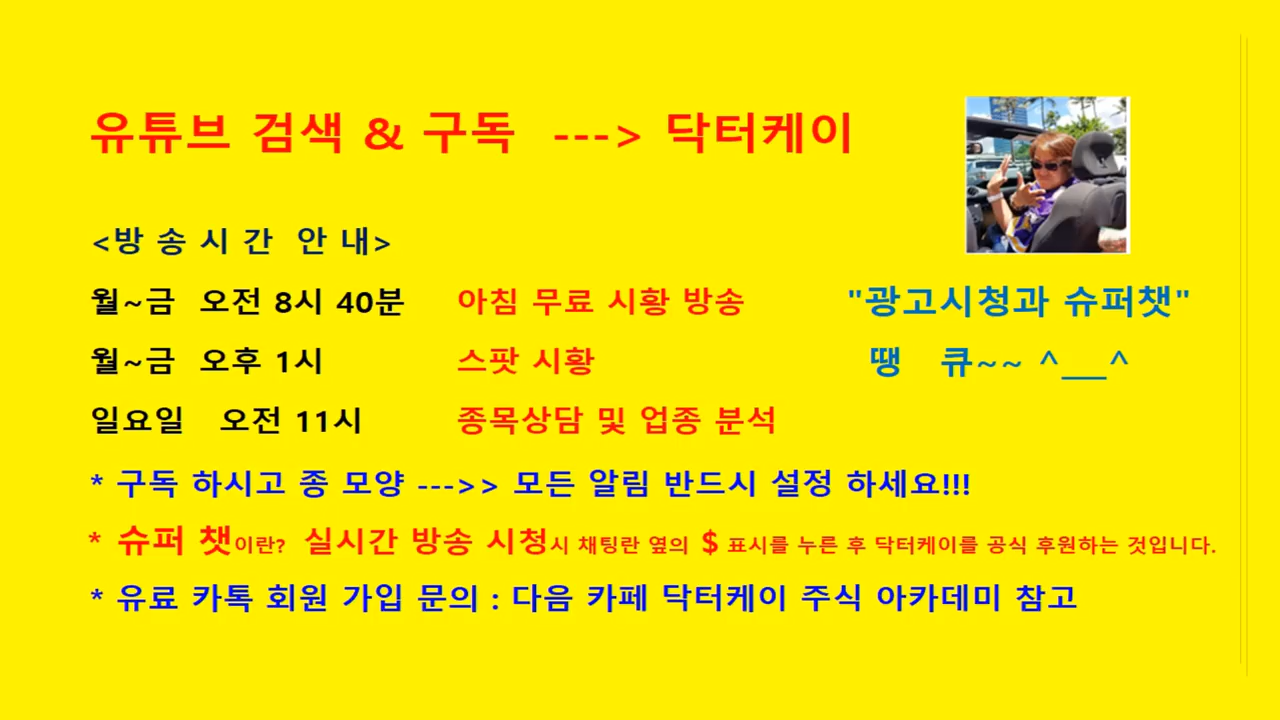 유튜브 검색 & 구독 ---> 닥터케이
<방 송 시 간 안 내>
월~금 오전 8시 40분 아침 무료 시황 방송
월~금 오후 1시 스팟 시황
일요일 오전 11시 종목상담 및 업종 분석
"광고시청과 슈퍼챗"
땡 큐~~ ^__^
* 구독 하시고 종 모양 --->> 모든 알림 반드시 설정 하세요!!!
* 슈퍼 챗이란? 실시간 방송 시청시 채팅란 옆의 $ 표시를 누른 후 닥터케이를 공식 후원하는 것입니다.
* 유료 카톡 회원 가입 문의 : 다음 카페 닥터케이 주식 아카데미 참고